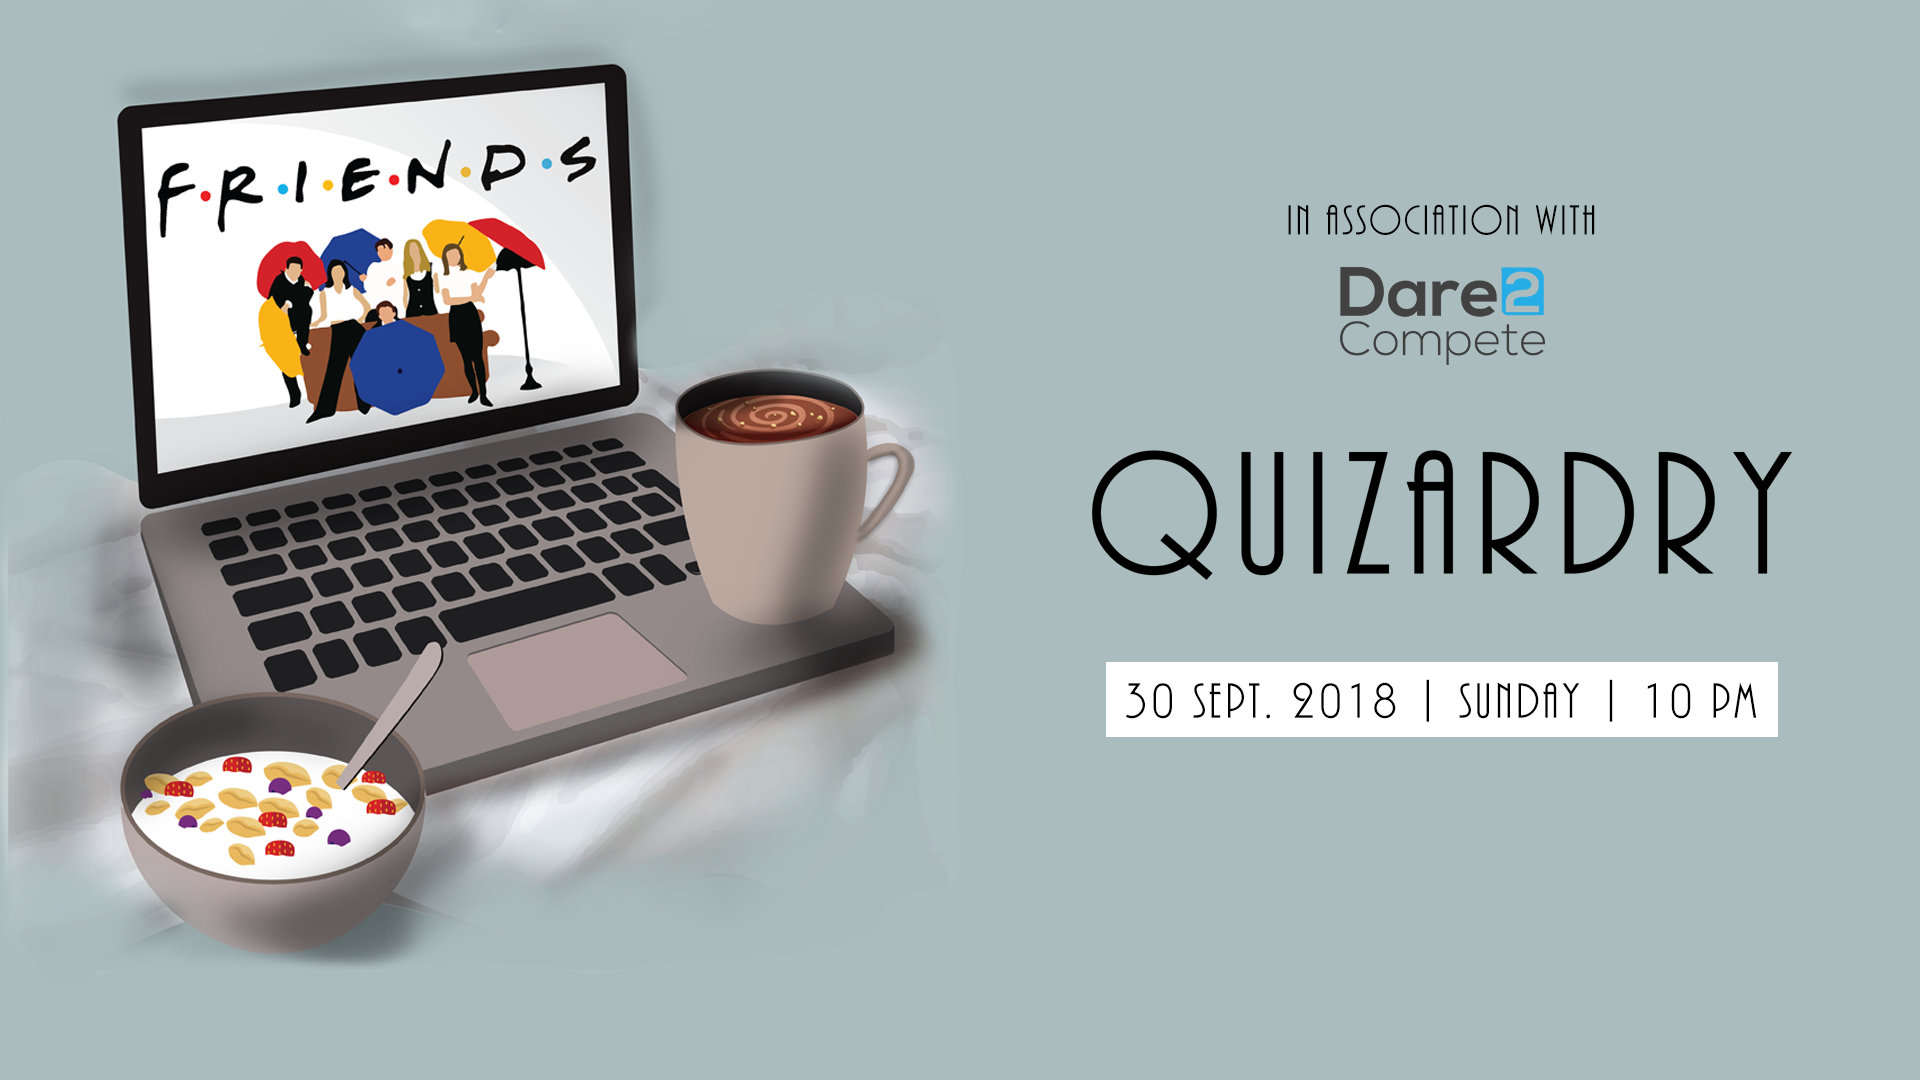 F•R•I•E•N•D•S
IN ASSOCIATION WITH
Dare2
Compete
QUIZARDRY
30 SEPT. 2018 | SUNDAY | 10 PM